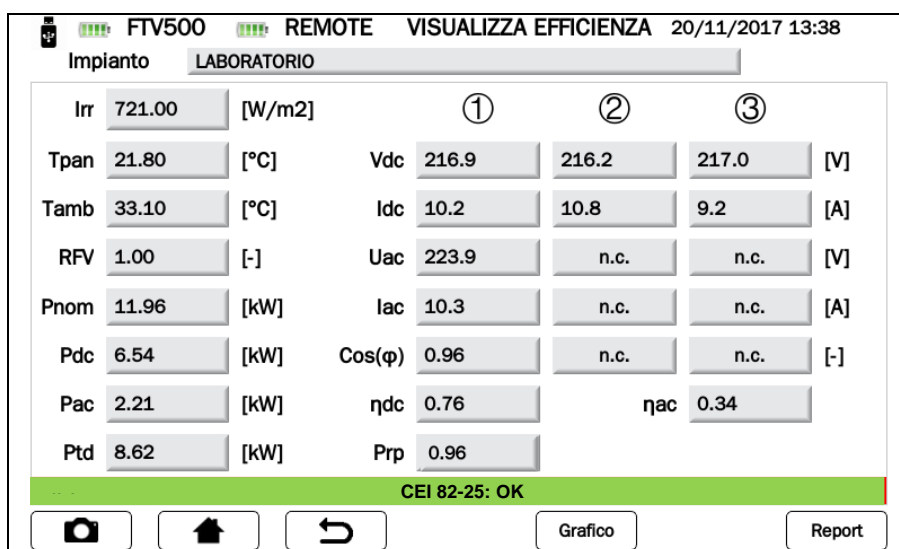 FTV500 REMOTE VISUALIZZA EFFICIENZA 20/11/2017 13:38
Impianto LABORATORIO
Irr 721.00 [W/m2] ① ② ③
Tpan 21.80 [°C] Vdc 216.9 216.2 217.0 [V]
Tamb 33.10 [°C] Idc 10.2 10.8 9.2 [A]
RFV 1.00 [-] Uac 223.9 n.c. n.c. [V]
Pnom 11.96 [kW] Iac 10.3 n.c. n.c. [A]
Pdc 6.54 [kW] Cos(φ) 0.96 n.c. n.c. [-]
Pac 2.21 [kW] ηdc 0.76 ηac 0.34
Ptd 8.62 [kW] Prp 0.96
CEI 82-25: OK
Grafico Report